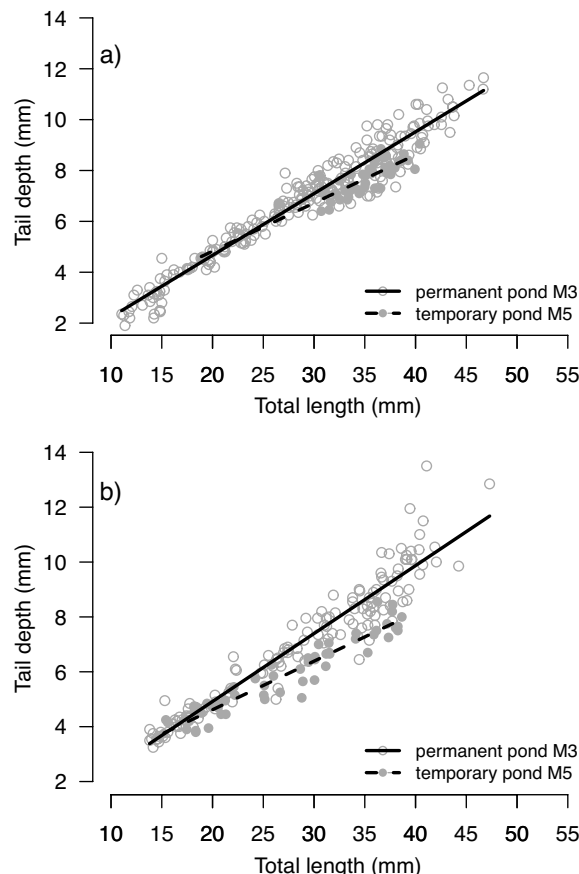 14
a)
12
10
8
6
4
2
Tail depth (mm)
permanent pond M3
temporary pond M5
10 15 20 25 30 35 40 45 50 55
Total length (mm)
14
b)
12
10
8
6
4
2
Tail depth (mm)
permanent pond M3
temporary pond M5
10 15 20 25 30 35 40 45 50 55
Total length (mm)